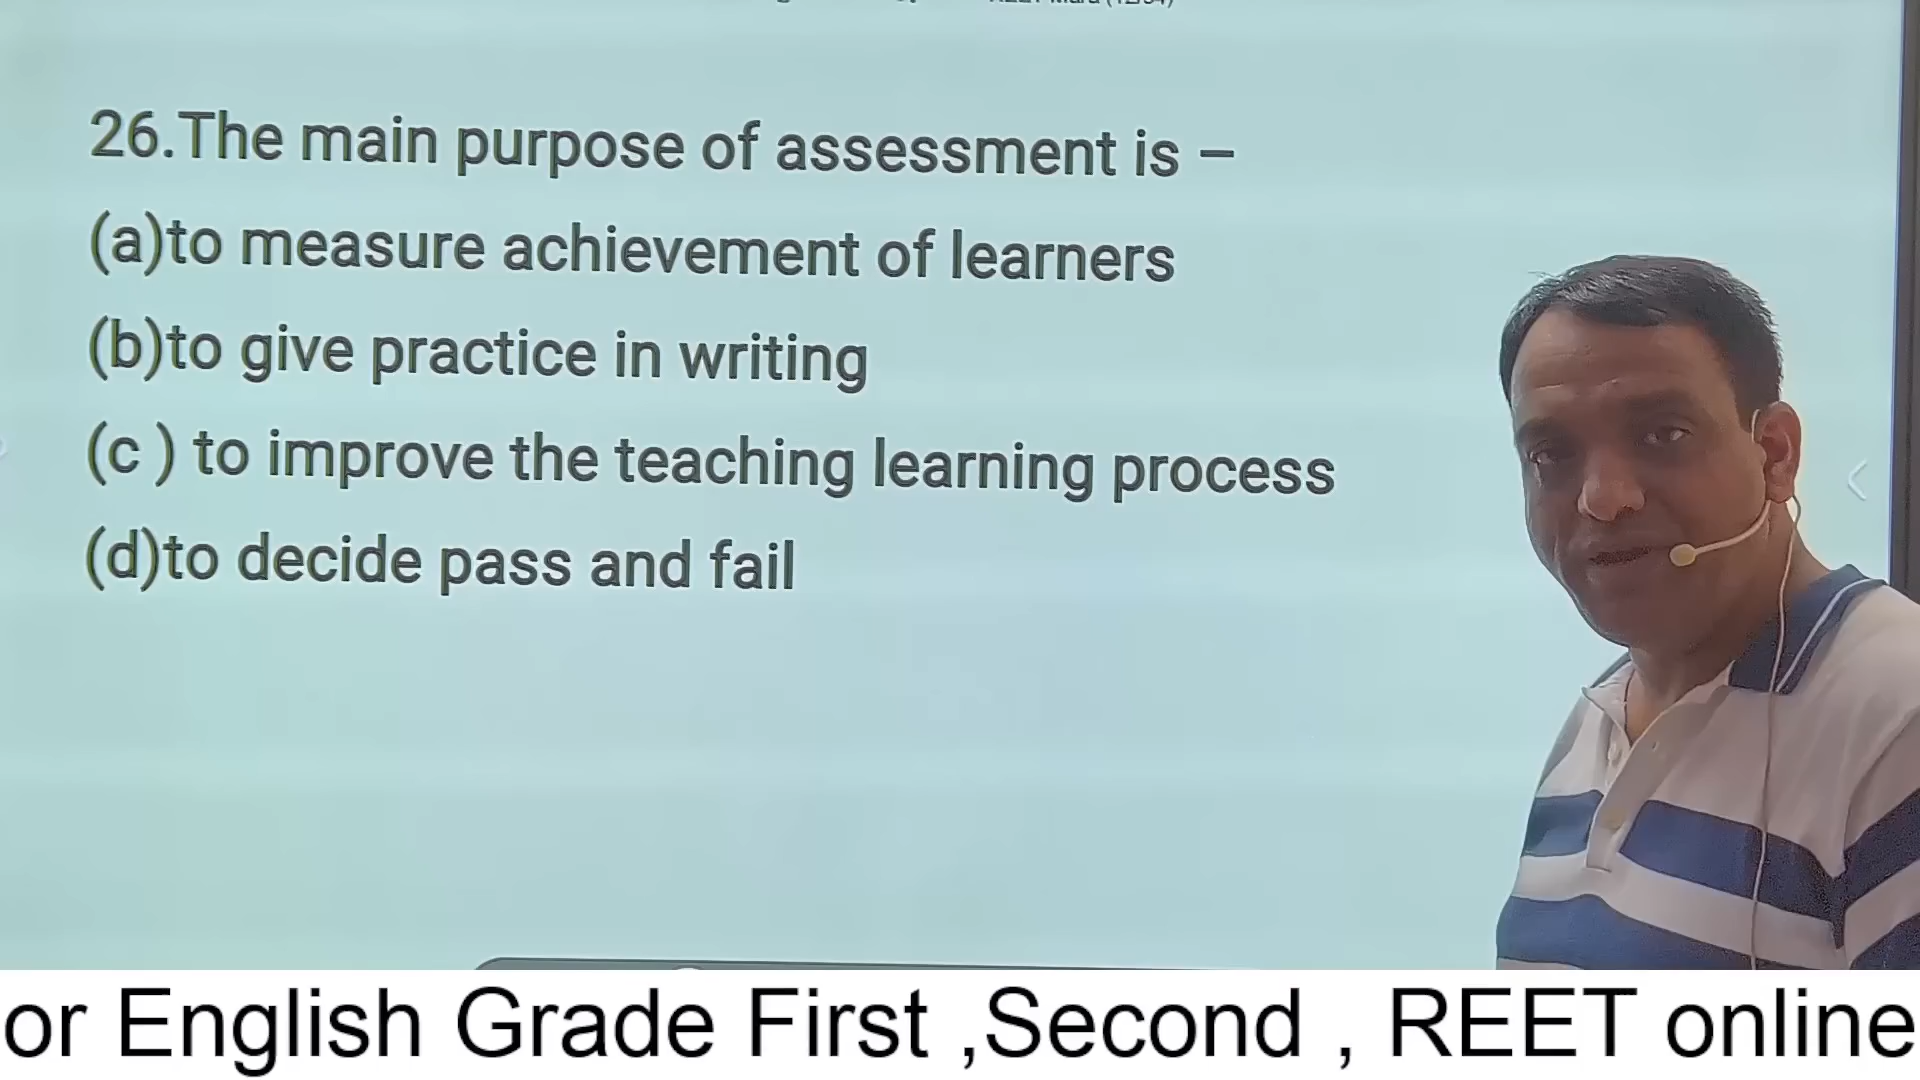 26.The main purpose of assessment is –
(a)to measure achievement of learners
(b)to give practice in writing
(c ) to improve the teaching learning process
(d)to decide pass and fail
or English Grade First ,Second , REET online